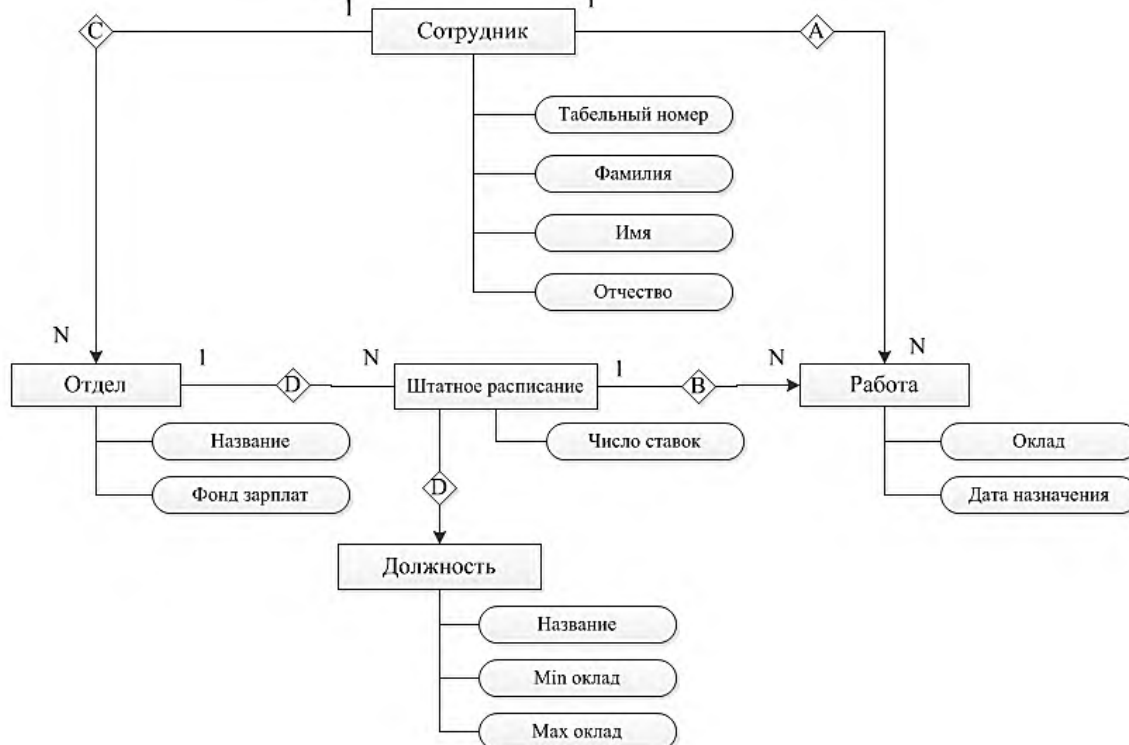 1
1
C
Сотрудник
A
Табельный номер
Фамилия
Имя
Отчество
N
1
N
1
N
N
Отдел
D
Штатное расписание
B
Работа
Название
Число ставок
Оклад
Фонд зарплат
D
Дата назначения
Должность
Название
Min оклад
Max оклад